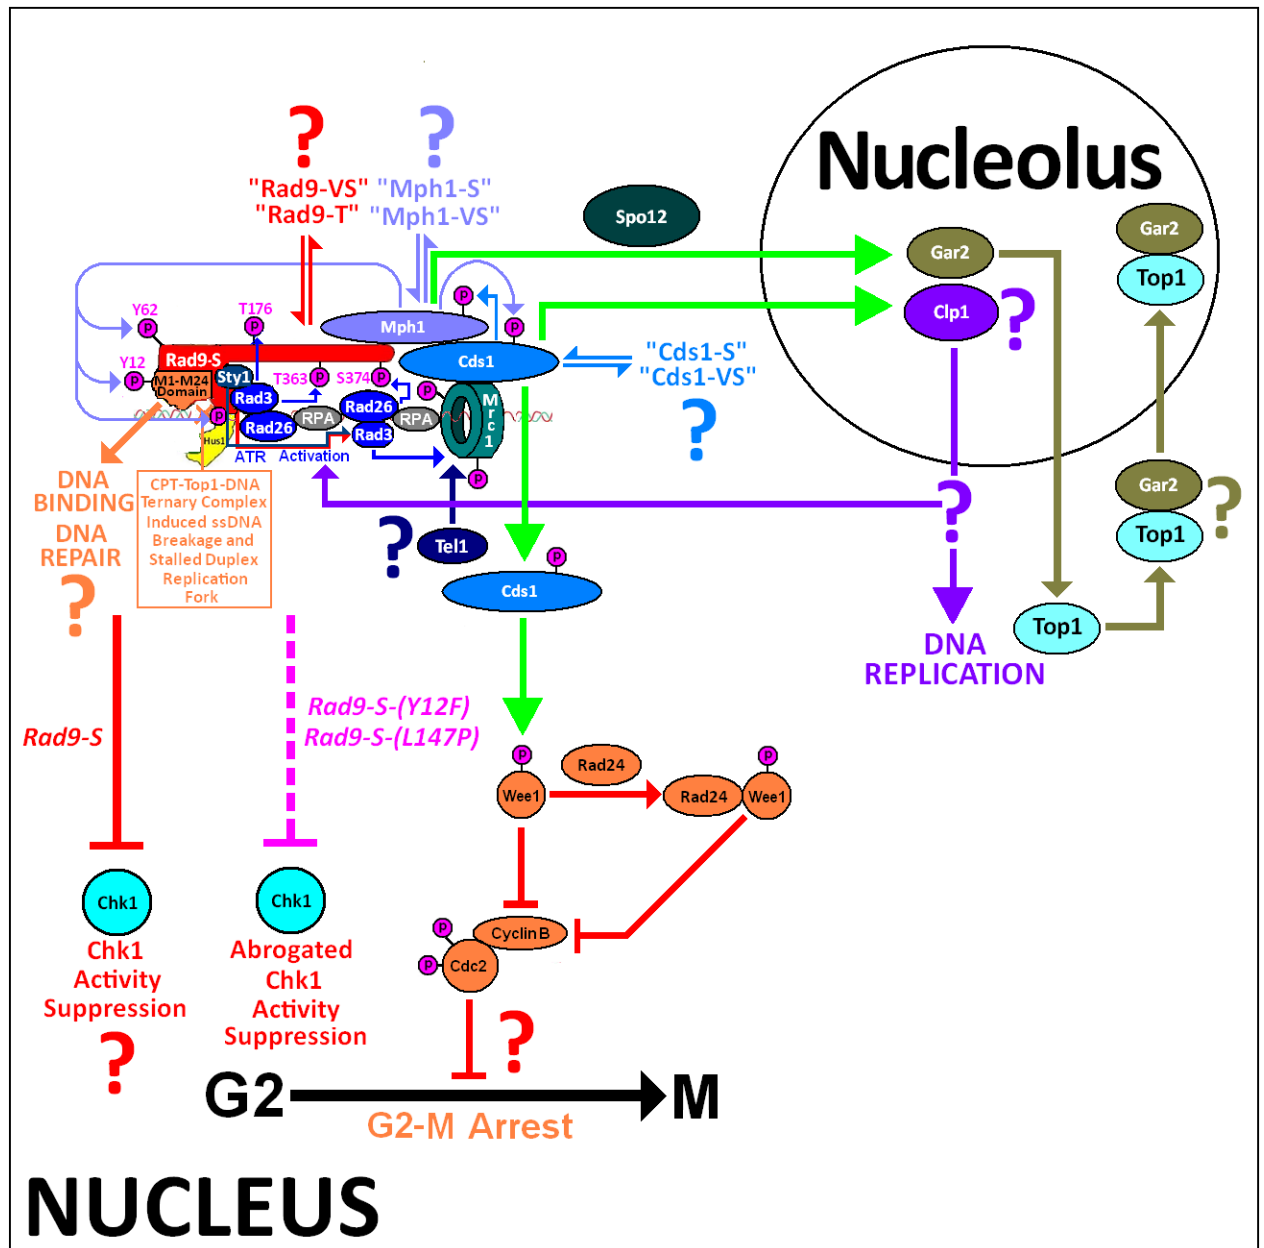 Nucleolus
?
?
"Rad9-VS"
"Rad9-T"
"Mph1-S"
"Mph1-VS"
Spo12
Gar2
Gar2
Top1
Clp1
?
Y62
P
T176
P
P
P
Mph1
Rad9-S
Cds1
"Cds1-S"
"Cds1-VS"
?
Y12
P
M1-M24
Domain
Sty1
T363
P
S374
P
P
Rad3
Rad26
RPA
Rad26
Rad3
RPA
Mrc1
P
Hus1
P
ATR Activation
DNA
BINDING
DNA
REPAIR
?
CPT-Top1-DNA
Ternary Complex
Induced ssDNA
Breakage and
Stalled Duplex
Replication
Fork
?
Tel1
?
Gar2
Top1
?
P
Cds1
Top1
DNA
REPLICATION
Rad9-S
Rad9-S-(Y12F)
Rad9-S-(L147P)
P
Wee1
Rad24
Rad24
P
Wee1
Chk1
Chk1
Activity
Suppression
?
Chk1
Abrogated
Chk1
Activity
Suppression
P
P
Cyclin B
Cdc2
?
G2
M
G2-M Arrest
NUCLEUS